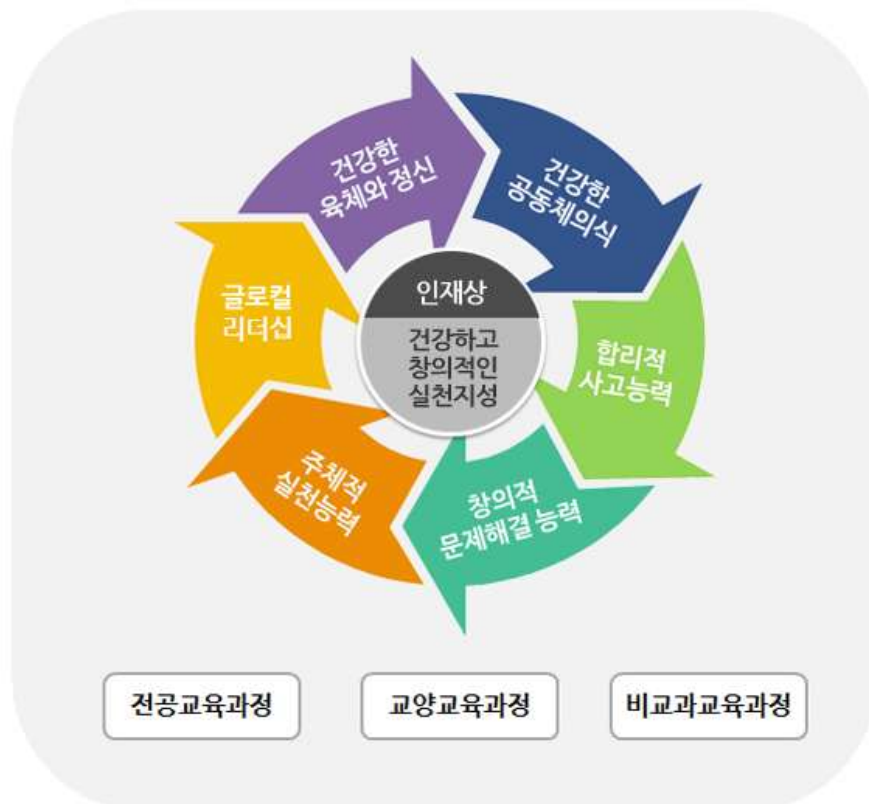 건강한
육체와 정신
건강한
공동체의식
글로컬
리더신
인재상
건강하고
창의적인
실천지성
합리적
사고능력
주체적
실천능력
창의적
문제해결 능력
전공교육과정
교양교육과정
비교과교육과정